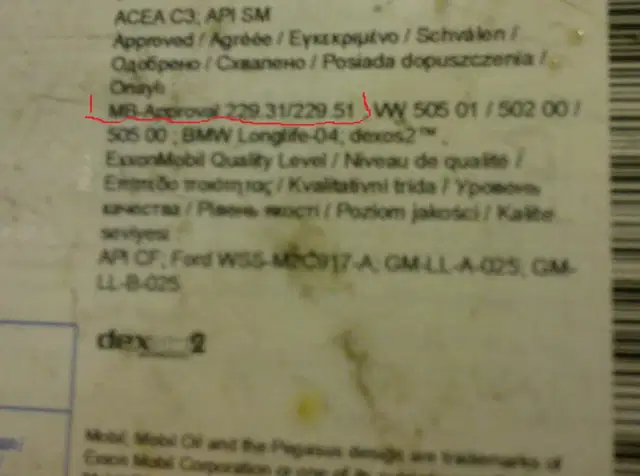 ACEA C3; API SM
Approved / Agréée / Εγκεκριμένο / Schválen /
Одобрено / Схвалено / Posiada dopuszczenia /
Onaylı
MB-Approval 229.31/229.51 VW 505 01 / 502 00 /
505 00 ; BMW Longlife-04, dexos2™ .
ExxonMobil Quality Level / Niveau de qualité /
Επίπεδο ποιότητας / Kvalitativní trida / Уровень
качества / Рівень якості / Poziom jakości / Kalite
seviyesi
API CF; Ford WSS-M2C917-A; GM-LL-A-025; GM-
LL-B-025
dex 2
Mobil, Mobil Oil and the Pegasus design are trademarks of
Exxon Mobil Corporation or one of its